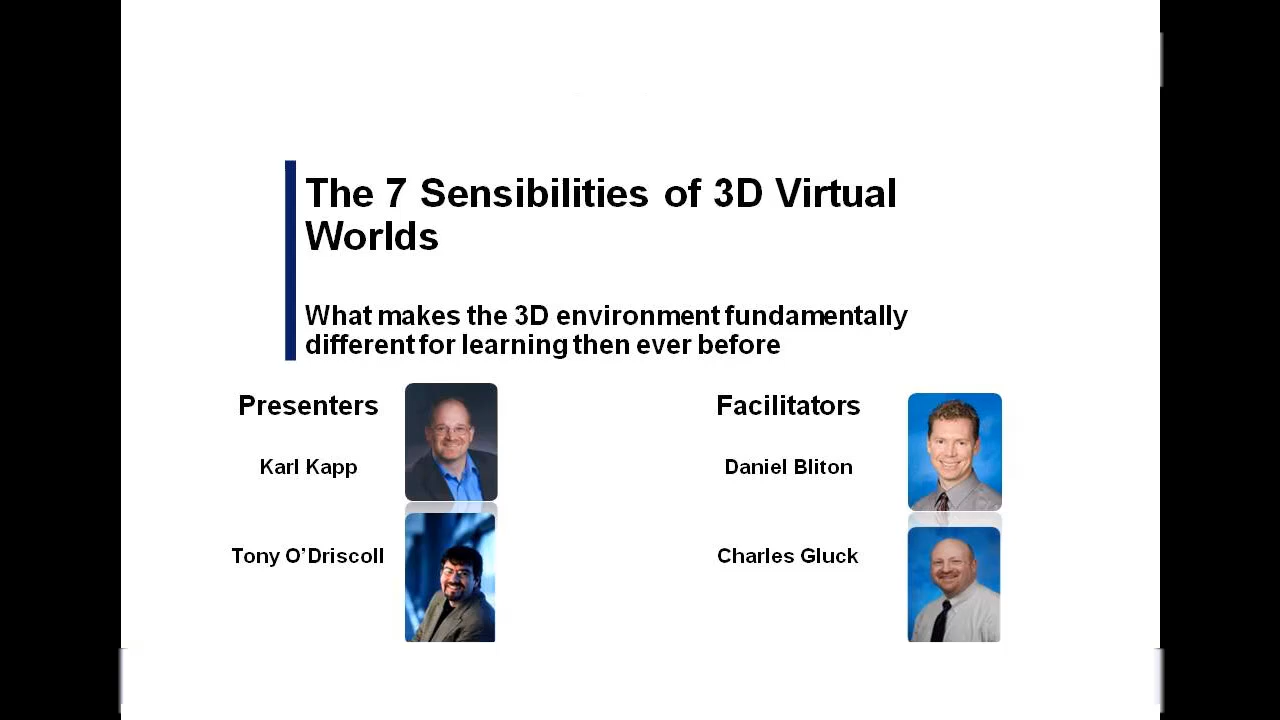 The 7 Sensibilities of 3D Virtual
Worlds
What makes the 3D environment fundamentally
different for learning then ever before
Presenters
Karl Kapp
Tony O’Driscoll
Facilitators
Daniel Bliton
Charles Gluck